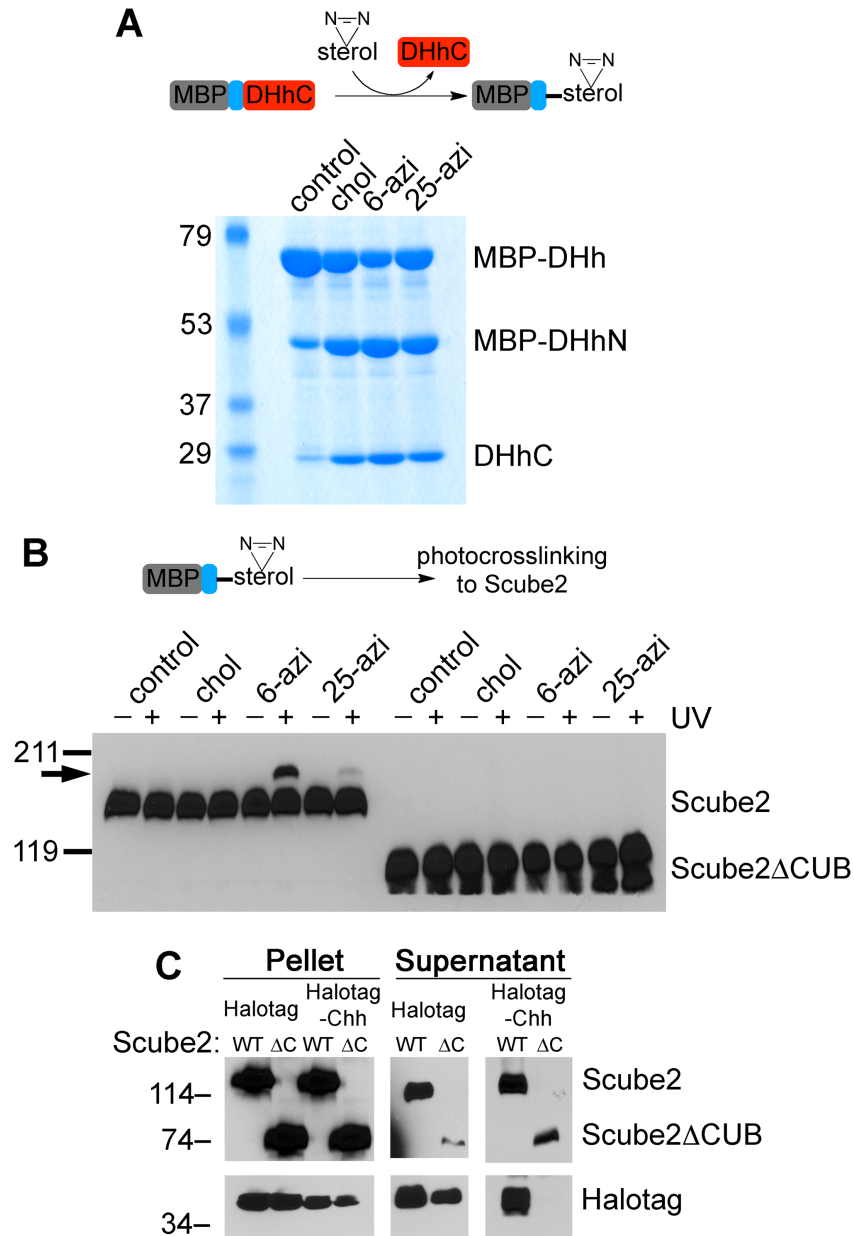 A
N=N
sterol
DHhC
N=N
MBP DHhC
MBP sterol
control chol 6-azi 25-azi
79
MBP-DHh
53
MBP-DHhN
37
29
DHhC
B
N=N
MBP sterol
photocrosslinking
to Scube2
control chol 6-azi 25-azi control chol 6-azi 25-azi
– + – + – + – + – + – + – + – + UV
211
Scube2
119
Scube2ΔCUB
C
Pellet Supernatant
Halotag Halotag
-Chh Halotag Halotag
-Chh
Scube2: WT ΔC WT ΔC WT ΔC WT ΔC
114–
Scube2
74–
Scube2ΔCUB
Halotag
34–